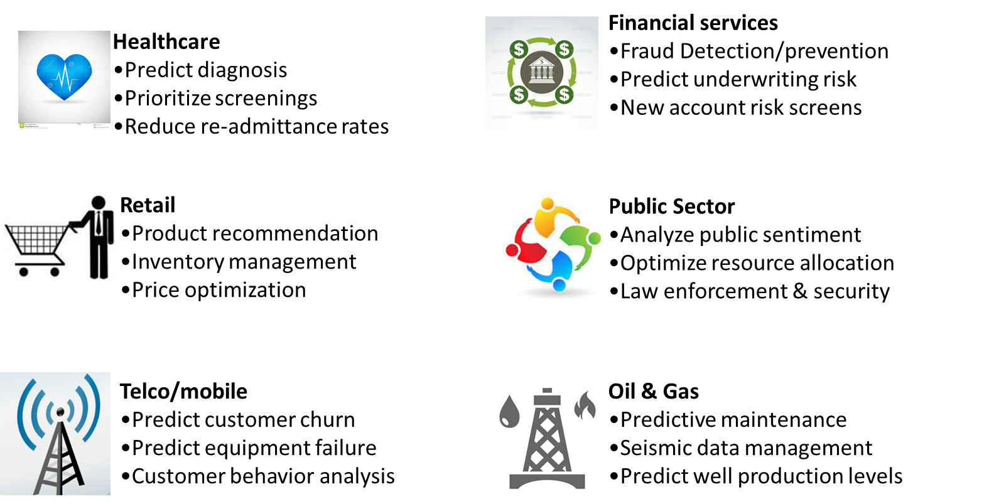 Healthcare
•Predict diagnosis
•Prioritize screenings
•Reduce re-admittance rates
Financial services
•Fraud Detection/prevention
•Predict underwriting risk
•New account risk screens
Retail
•Product recommendation
•Inventory management
•Price optimization
Public Sector
•Analyze public sentiment
•Optimize resource allocation
•Law enforcement & security
Telco/mobile
•Predict customer churn
•Predict equipment failure
•Customer behavior analysis
Oil & Gas
•Predictive maintenance
•Seismic data management
•Predict well production levels